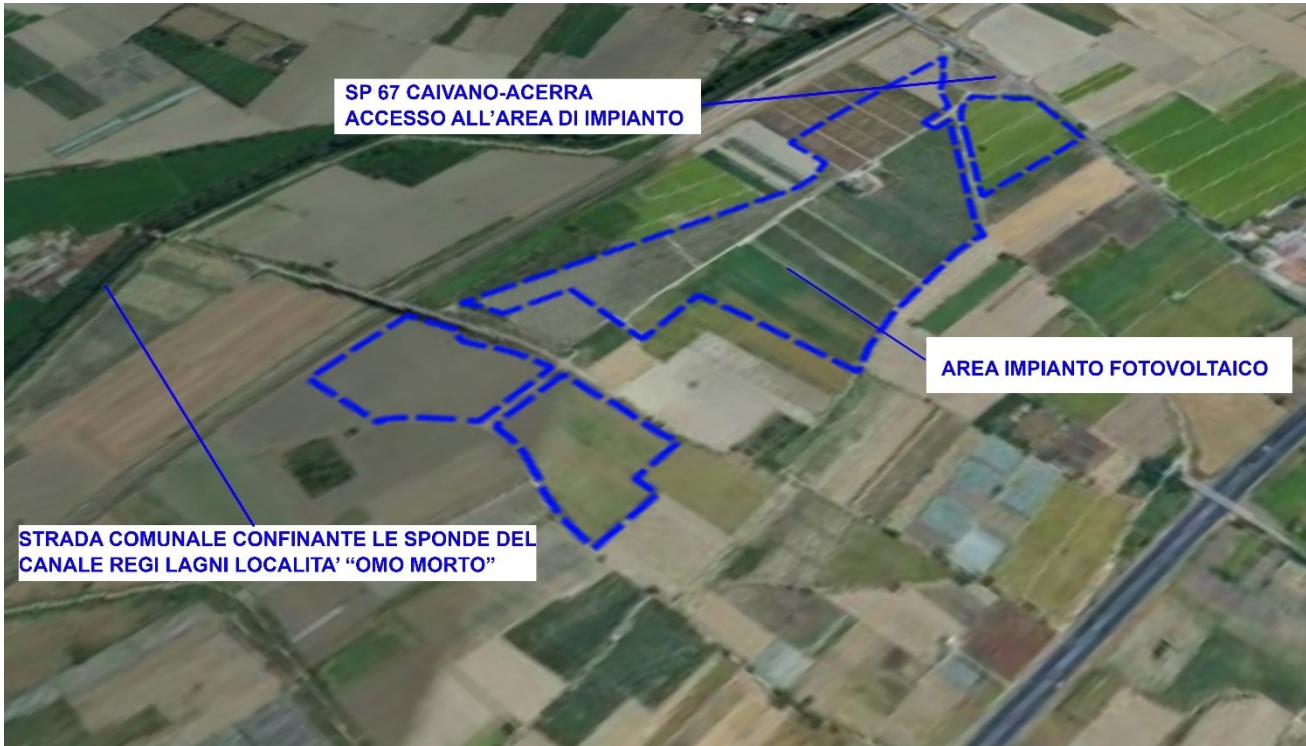 SP 67 CAIVANO-ACERRA
ACCESSO ALL'AREA DI IMPIANTO
AREA IMPIANTO FOTOVOLTAICO
STRADA COMUNALE CONFINANTE LE SPONDE DEL
CANALE REGI LAGNI LOCALITA' “OMO MORTO”